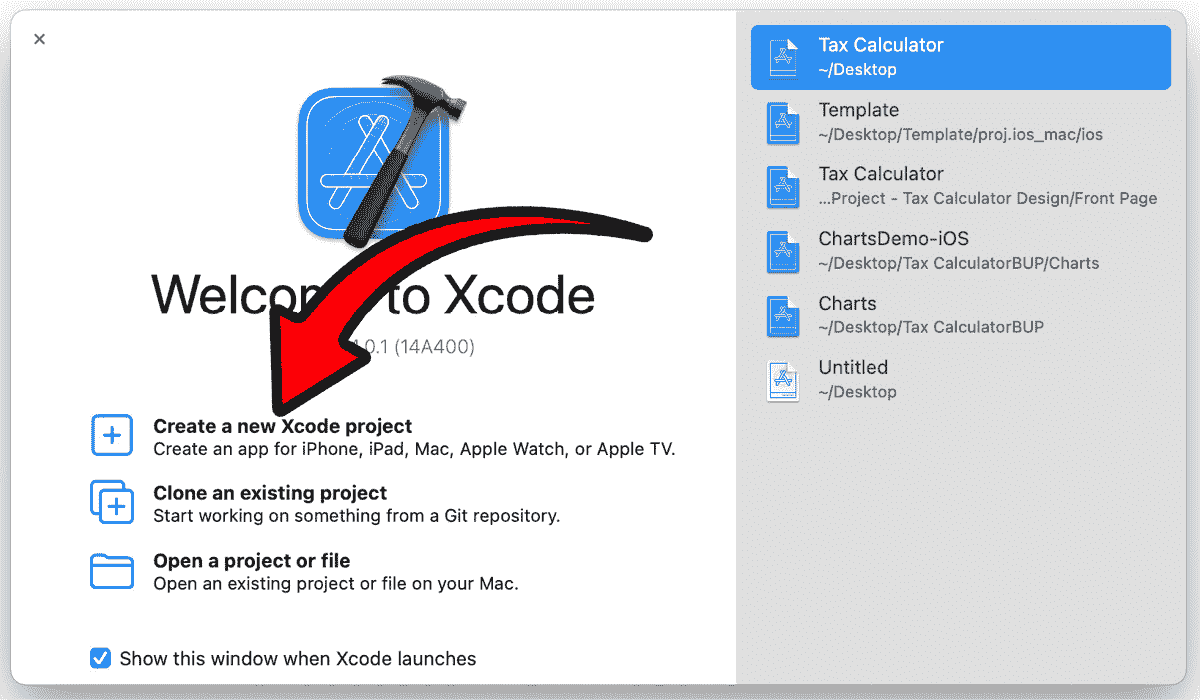 Welcome to Xcode
.0.1 (14A400)
Create a new Xcode project
Create an app for iPhone, iPad, Mac, Apple Watch, or Apple TV.
Clone an existing project
Start working on something from a Git repository.
Open a project or file
Open an existing project or file on your Mac.
Show this window when Xcode launches
Tax Calculator
~/Desktop
Template
~/Desktop/Template/proj.ios_mac/ios
Tax Calculator
...Project - Tax Calculator Design/Front Page
ChartsDemo-iOS
~/Desktop/Tax CalculatorBUP/Charts
Charts
~/Desktop/Tax CalculatorBUP
Untitled
~/Desktop